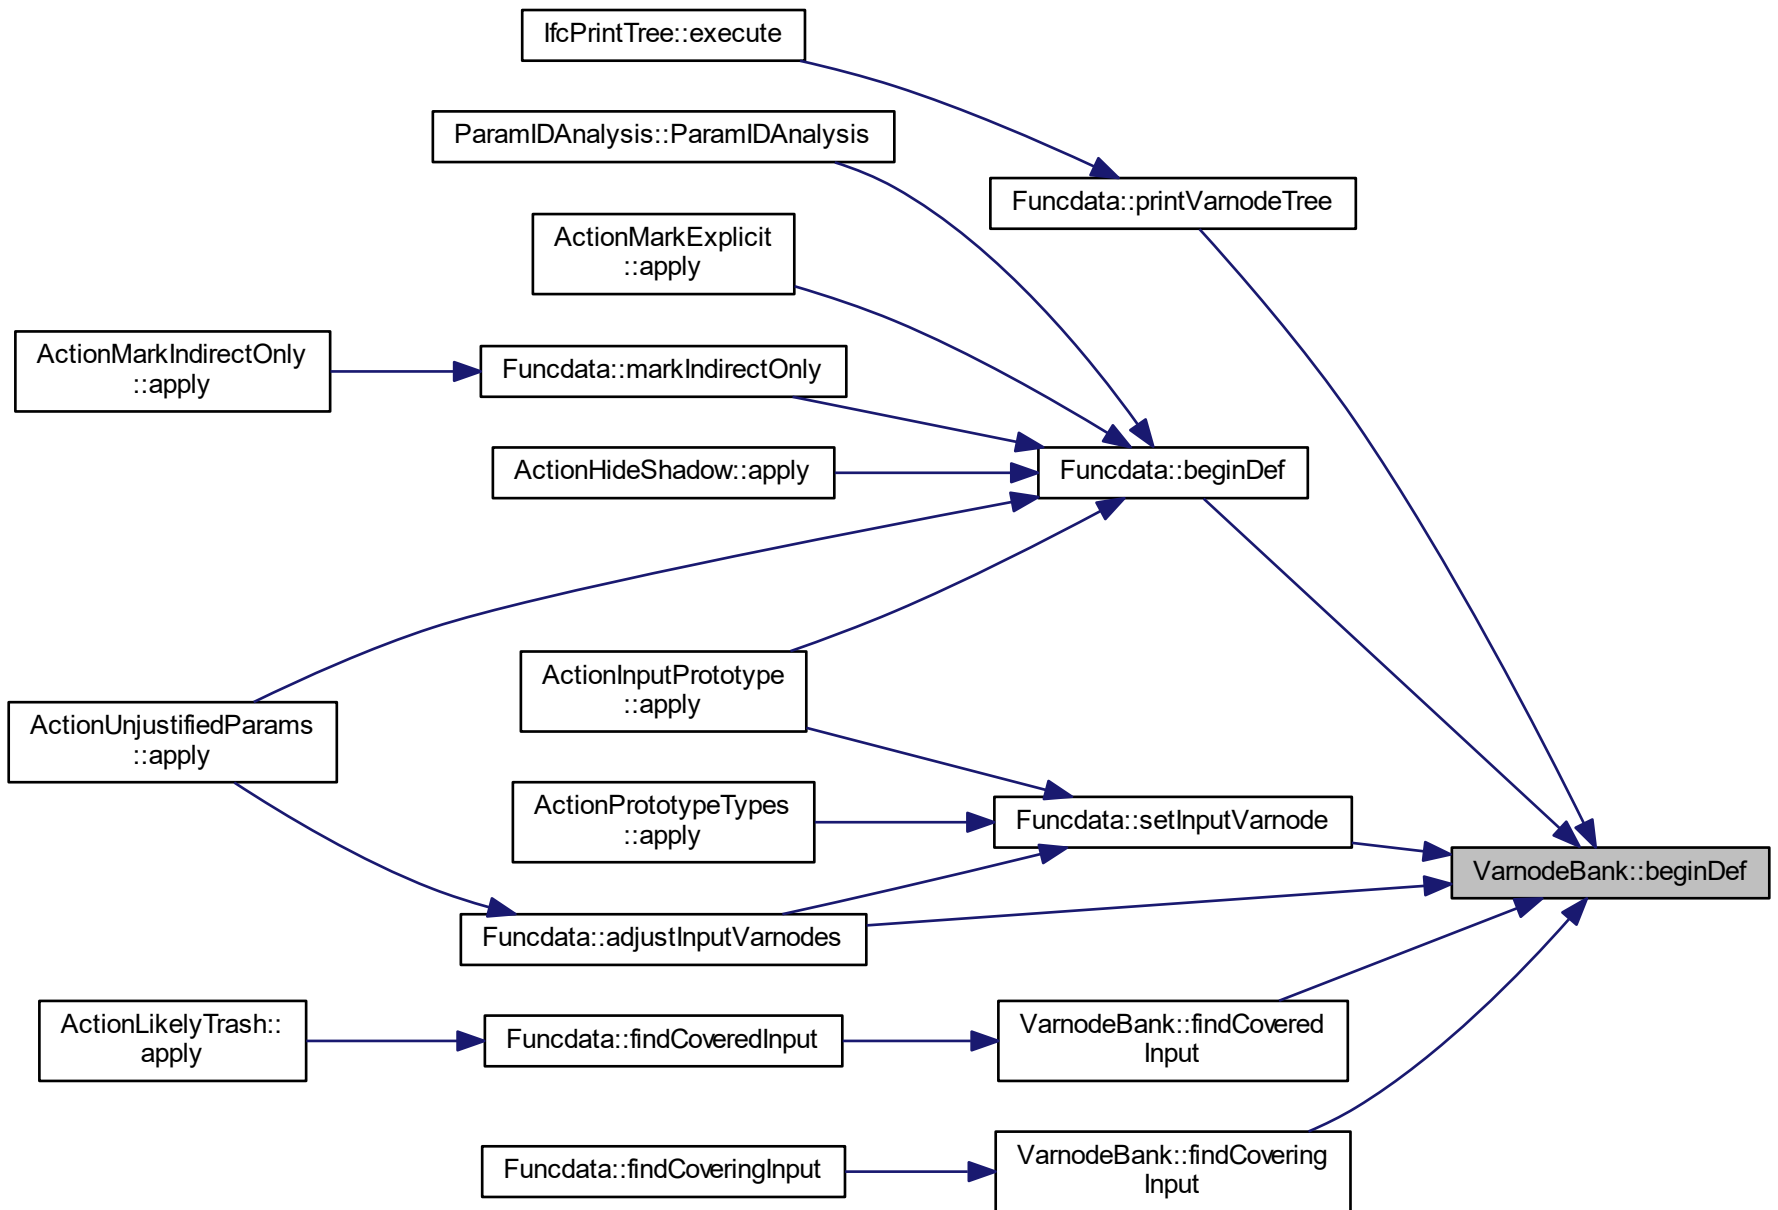 IfcPrintTree::execute
ParamIDAnalysis::ParamIDAnalysis
Funcdata::printVarnodeTree
ActionMarkExplicit
::apply
ActionMarkIndirectOnly
::apply
Funcdata::markIndirectOnly
ActionHideShadow::apply
Funcdata::beginDef
ActionInputPrototype
::apply
ActionUnjustifiedParams
::apply
ActionPrototypeTypes
::apply
Funcdata::setInputVarnode
VarnodeBank::beginDef
Funcdata::adjustInputVarnodes
ActionLikelyTrash::
apply
Funcdata::findCoveredInput
VarnodeBank::findCovered
Input
Funcdata::findCoveringInput
VarnodeBank::findCovering
Input